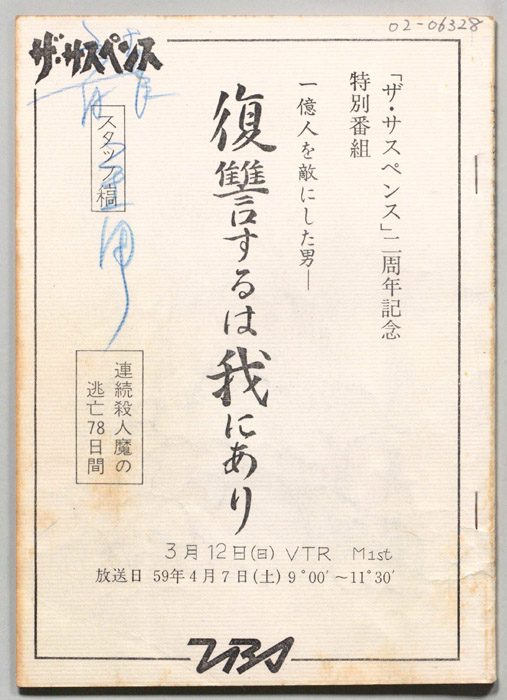 02-06328
ザ・サスペンス
「ザ・サスペンス」二周年記念
特別番組
一億人を敵にした男―
復讐するは我にあり
スタッフ稿
連続殺人魔の
逃亡78日間
3月12日(日) VTR M1st
放送日 59年4月7日(土) 9°00′～11°30′
TBS